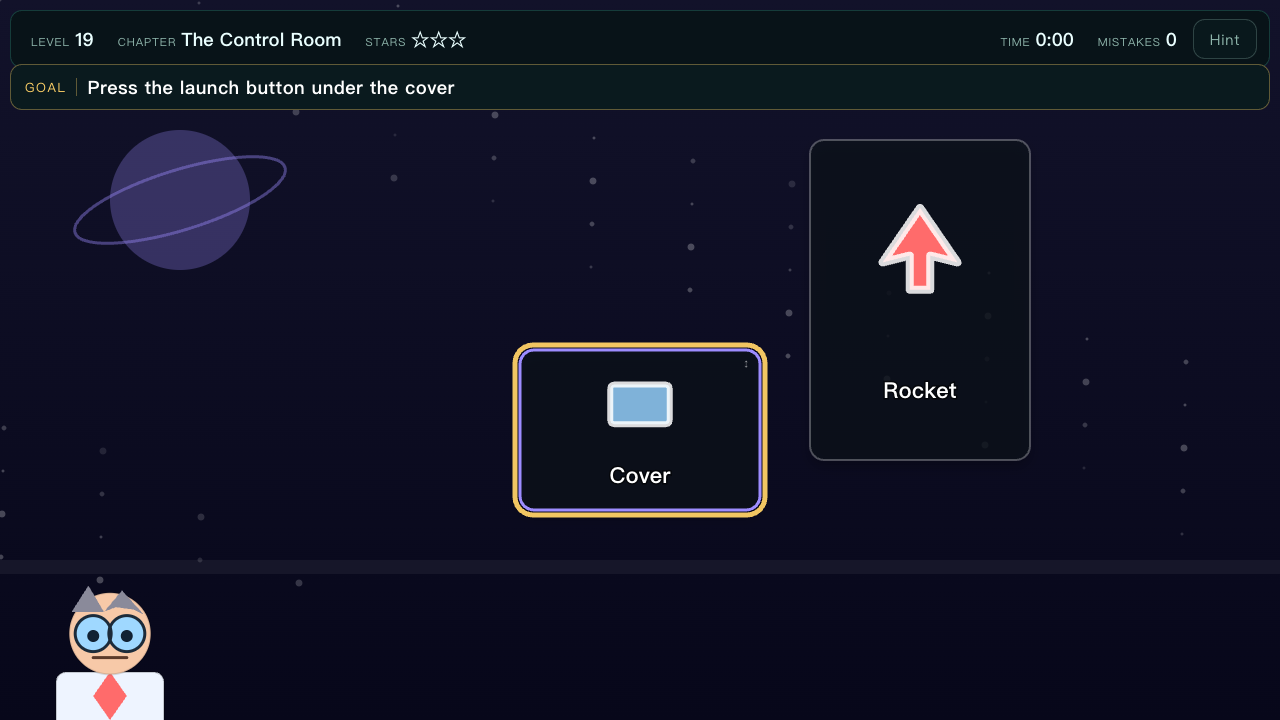 LEVEL 19 CHAPTER The Control Room STARS ☆☆☆ TIME 0:00 MISTAKES 0 Hint
GOAL Press the launch button under the cover
Rocket
Cover